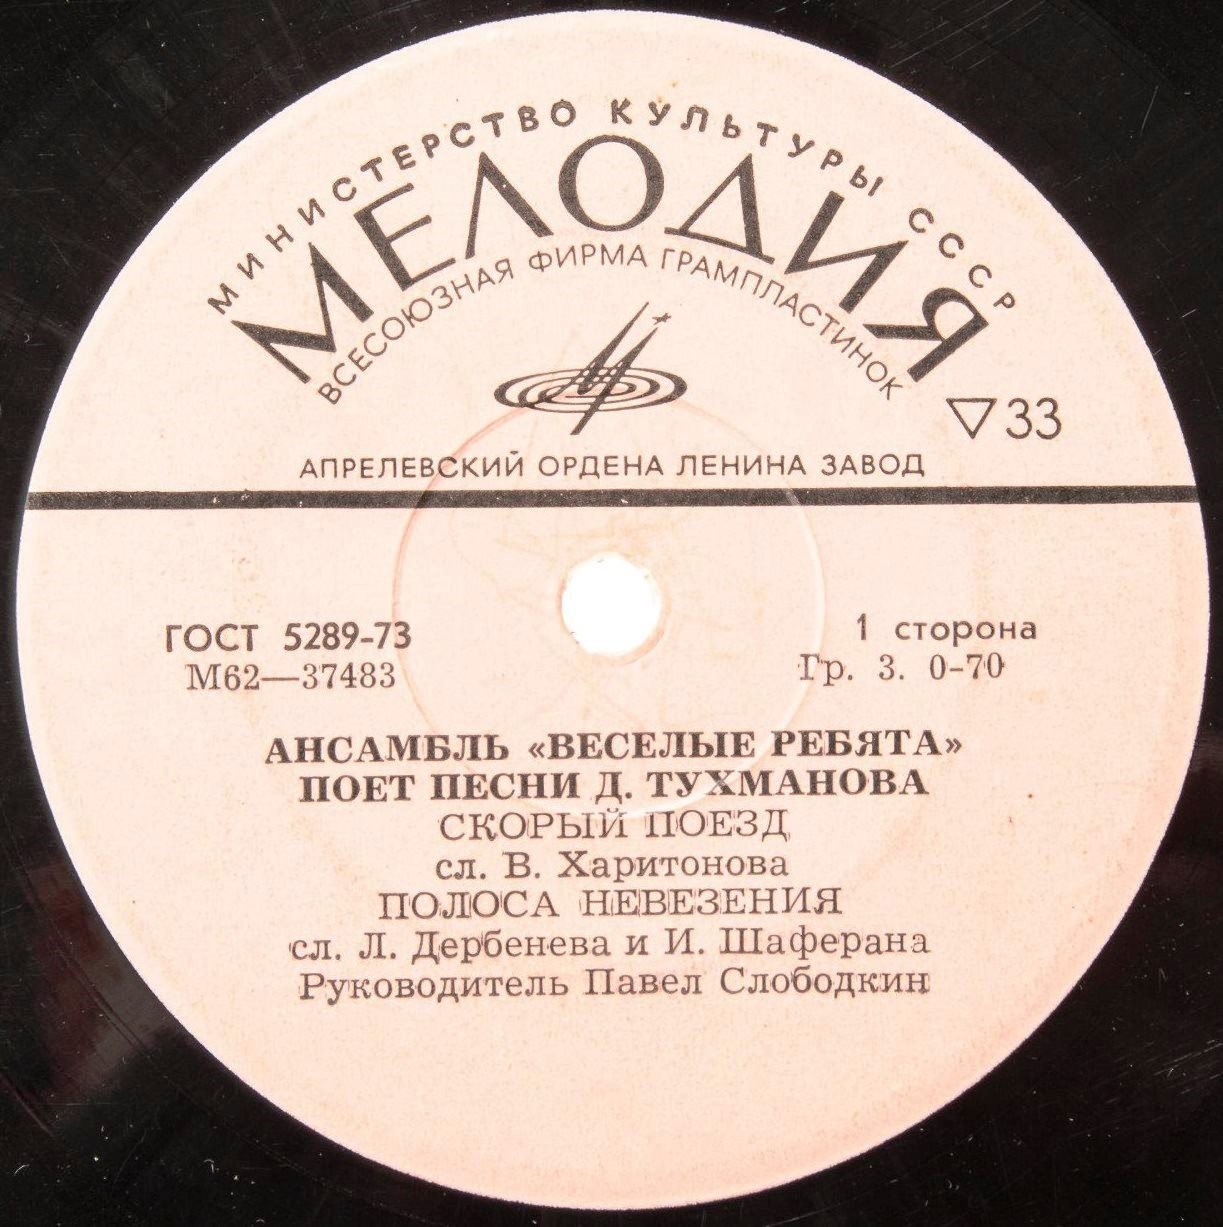 МИНИСТЕРСТВО КУЛЬТУРЫ СССР
МЕЛОДИЯ
ВСЕСОЮЗНАЯ ФИРМА ГРАМПЛАСТИНОК
▽33
АПРЕЛЕВСКИЙ ОРДЕНА ЛЕНИНА ЗАВОД
ГОСТ 5289-73
М62—37483
1 сторона
Гр. 3. 0-70
АНСАМБЛЬ «ВЕСЕЛЫЕ РЕБЯТА»
ПОЕТ ПЕСНИ Д. ТУХМАНОВА
СКОРЫЙ ПОЕЗД
сл. В. Харитонова
ПОЛОСА НЕВЕЗЕНИЯ
сл. Л. Дербенева и И. Шаферана
Руководитель Павел Слободкин